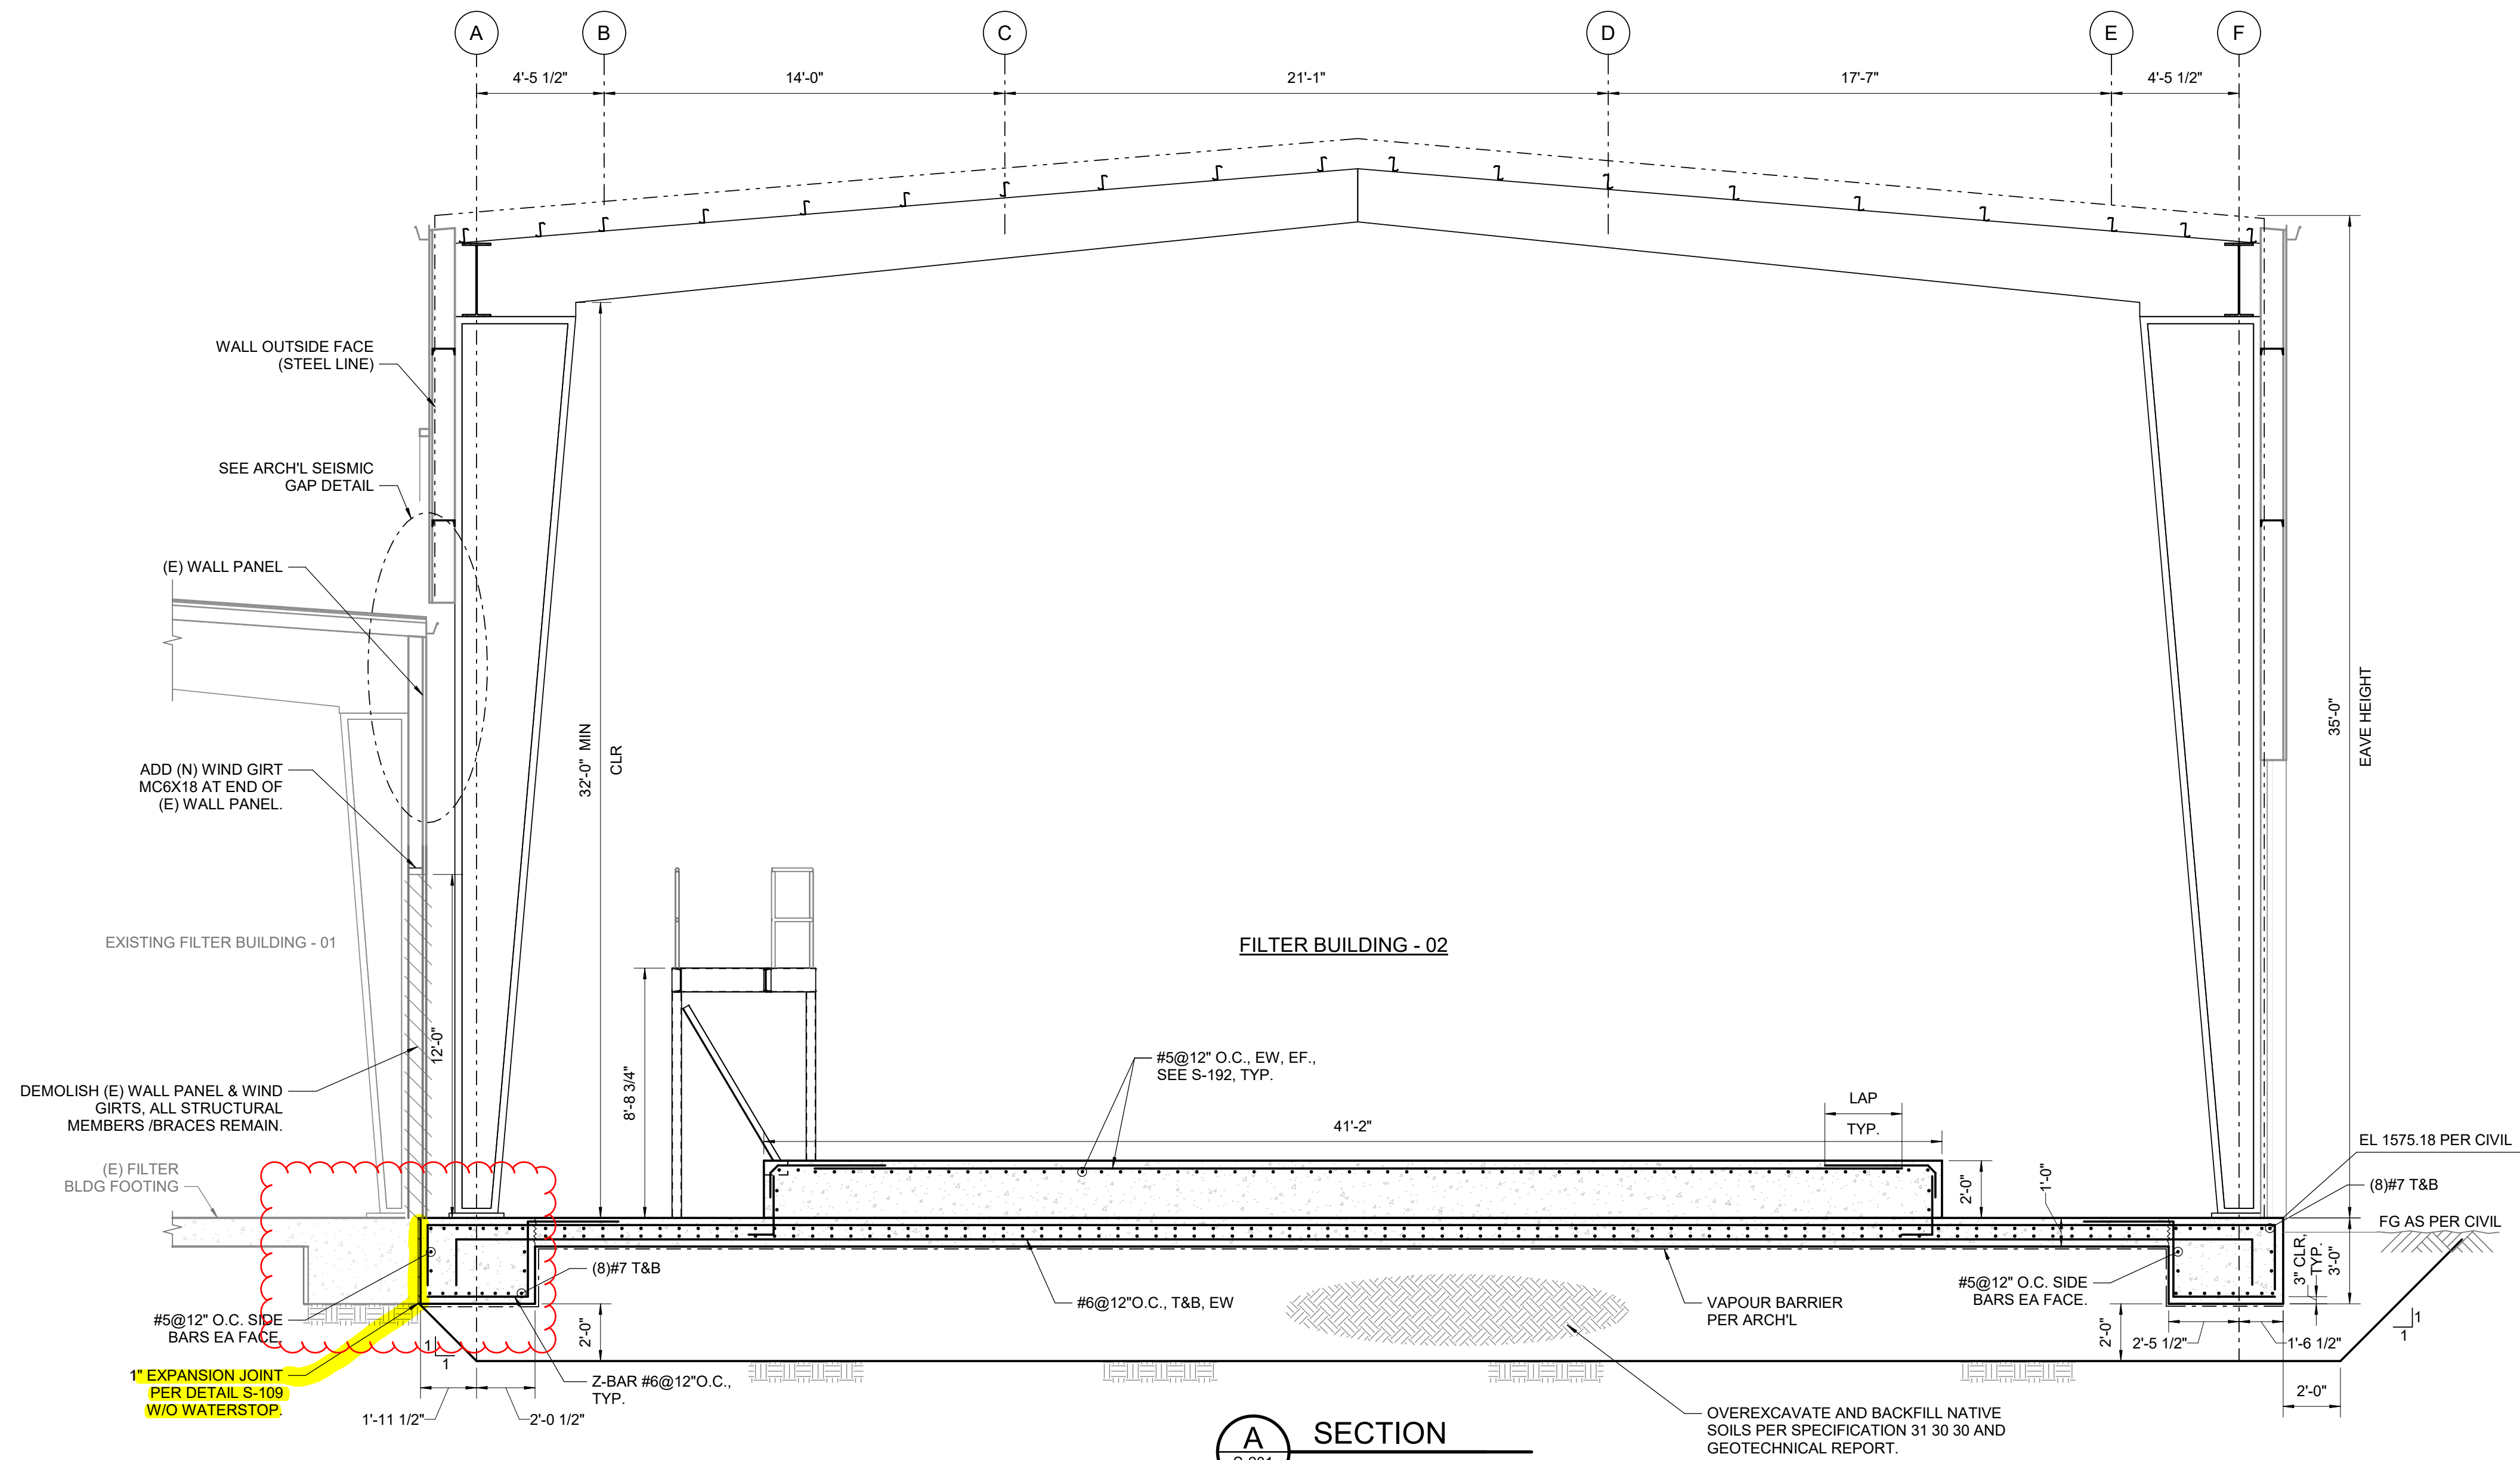 A
B
C
D
E
F
4'-5 1/2"
14'-0"
21'-1"
17'-7"
4'-5 1/2"
WALL OUTSIDE FACE
(STEEL LINE)
SEE ARCH'L SEISMIC
GAP DETAIL
(E) WALL PANEL
32'-0" MIN
CLR
35'-0"
EAVE HEIGHT
ADD (N) WIND GIRT
MC6X18 AT END OF
(E) WALL PANEL.
EXISTING FILTER BUILDING - 01
FILTER BUILDING - 02
12'-0"
8'-8 3/4"
#5@12" O.C., EW, EF.,
SEE S-192, TYP.
DEMOLISH (E) WALL PANEL & WIND
GIRTS, ALL STRUCTURAL
MEMBERS /BRACES REMAIN.
LAP
TYP.
41'-2"
EL 1575.18 PER CIVIL
(E) FILTER
BLDG FOOTING
2'-0"
1'-0"
(8)#7 T&B
FG AS PER CIVIL
(8)#7 T&B
#6@12"O.C., T&B, EW
VAPOUR BARRIER
PER ARCH'L
#5@12" O.C. SIDE
BARS EA FACE.
3" CLR,
TYP.
3'-0"
#5@12" O.C. SIDE
BARS EA FACE.
1
1
2'-0"
2'-0"
2'-5 1/2"
1'-6 1/2"
1
1
1" EXPANSION JOINT
PER DETAIL S-109
W/O WATERSTOP.
Z-BAR #6@12"O.C.,
TYP.
1'-11 1/2"
2'-0 1/2"
2'-0"
OVEREXCAVATE AND BACKFILL NATIVE
SOILS PER SPECIFICATION 31 30 30 AND
GEOTECHNICAL REPORT.
A
SECTION